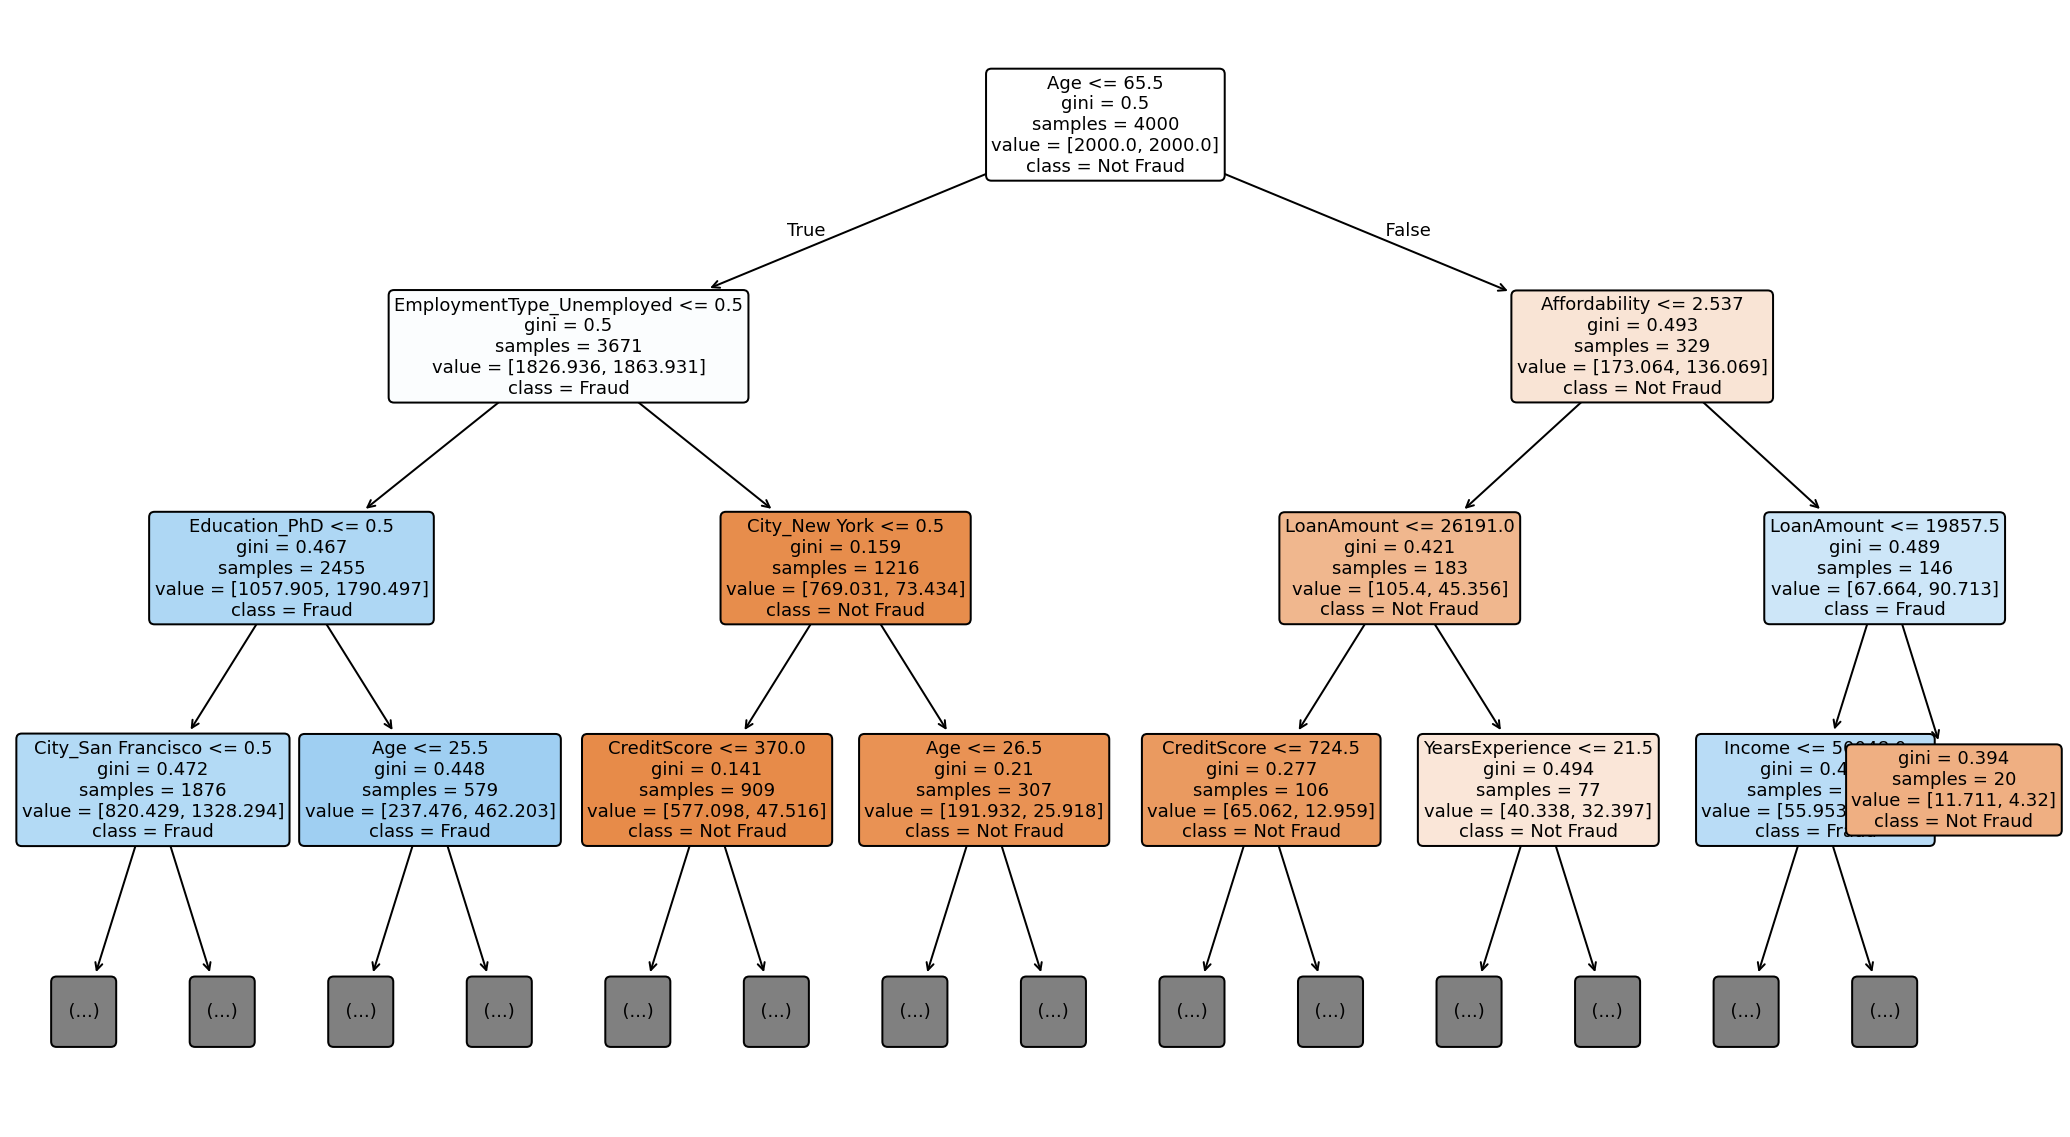 Age <= 65.5
gini = 0.5
samples = 4000
value = [2000.0, 2000.0]
class = Not Fraud
True
False
EmploymentType_Unemployed <= 0.5
gini = 0.5
samples = 3671
value = [1826.936, 1863.931]
class = Fraud
Affordability <= 2.537
gini = 0.493
samples = 329
value = [173.064, 136.069]
class = Not Fraud
Education_PhD <= 0.5
gini = 0.467
samples = 2455
value = [1057.905, 1790.497]
class = Fraud
City_New York <= 0.5
gini = 0.159
samples = 1216
value = [769.031, 73.434]
class = Not Fraud
LoanAmount <= 26191.0
gini = 0.421
samples = 183
value = [105.4, 45.356]
class = Not Fraud
LoanAmount <= 19857.5
gini = 0.489
samples = 146
value = [67.664, 90.713]
class = Fraud
City_San Francisco <= 0.5
gini = 0.472
samples = 1876
value = [820.429, 1328.294]
class = Fraud
Age <= 25.5
gini = 0.448
samples = 579
value = [237.476, 462.203]
class = Fraud
CreditScore <= 370.0
gini = 0.141
samples = 909
value = [577.098, 47.516]
class = Not Fraud
Age <= 26.5
gini = 0.21
samples = 307
value = [191.932, 25.918]
class = Not Fraud
CreditScore <= 724.5
gini = 0.277
samples = 106
value = [65.062, 12.959]
class = Not Fraud
YearsExperience <= 21.5
gini = 0.494
samples = 77
value = [40.338, 32.397]
class = Not Fraud
Income <=
gini =
samples =
value = [55.953
class = Fraud
gini = 0.394
samples = 20
value = [11.711, 4.32]
class = Not Fraud
(...)
(...)
(...)
(...)
(...)
(...)
(...)
(...)
(...)
(...)
(...)
(...)
(...)
(...)